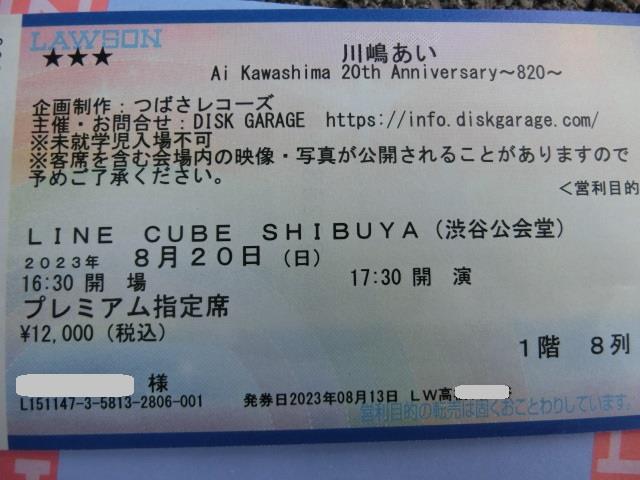 LAWSON
★★★
川嶋あい
Ai Kawashima 20th Anniversary～820～
企画制作：つばさレコーズ
主催・お問合せ：DISK GARAGE　https://info.diskgarage.com/
※未就学児入場不可
※客席を含む会場内の映像・写真が公開されることがありますので
予めご了承ください。
＜営利目的
ＬＩＮＥ　ＣＵＢＥ　ＳＨＩＢＵＹＡ（渋谷公会堂）
２０２３年　８月２０日（日）
16:30 開　場　17:30 開　演
プレミアム指定席
¥12,000（税込）
１階　８列
様
L151147-3-5813-2806-001　発券日2023年08月13日　ＬＷ高
営利目的の転売は固くおことわりしています。